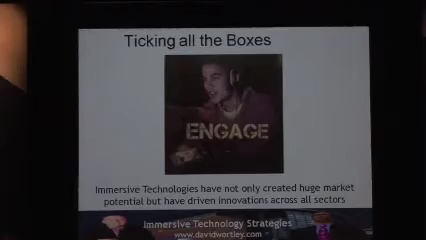 Ticking all the Boxes
ENGAGE
Immersive Technologies have not only created huge market
potential but have driven innovations across all sectors
Immersive Technology Strategies
www.davidwortley.com